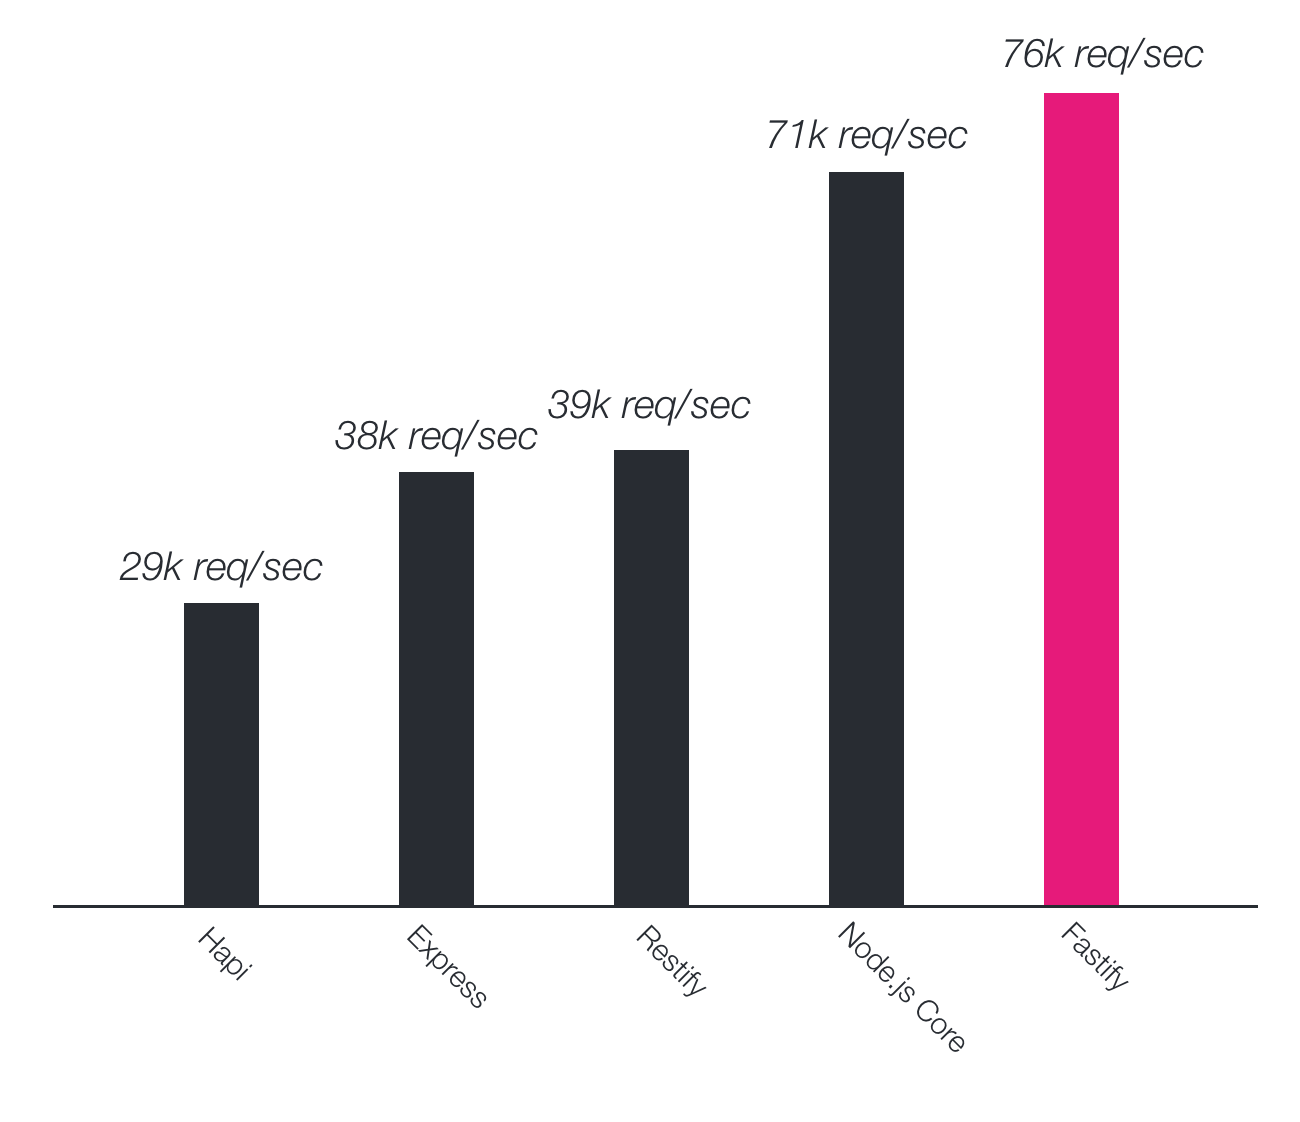 76k req/sec
71k req/sec
39k req/sec
38k req/sec
29k req/sec
Hapi
Express
Restify
Node.js Core
Fastify